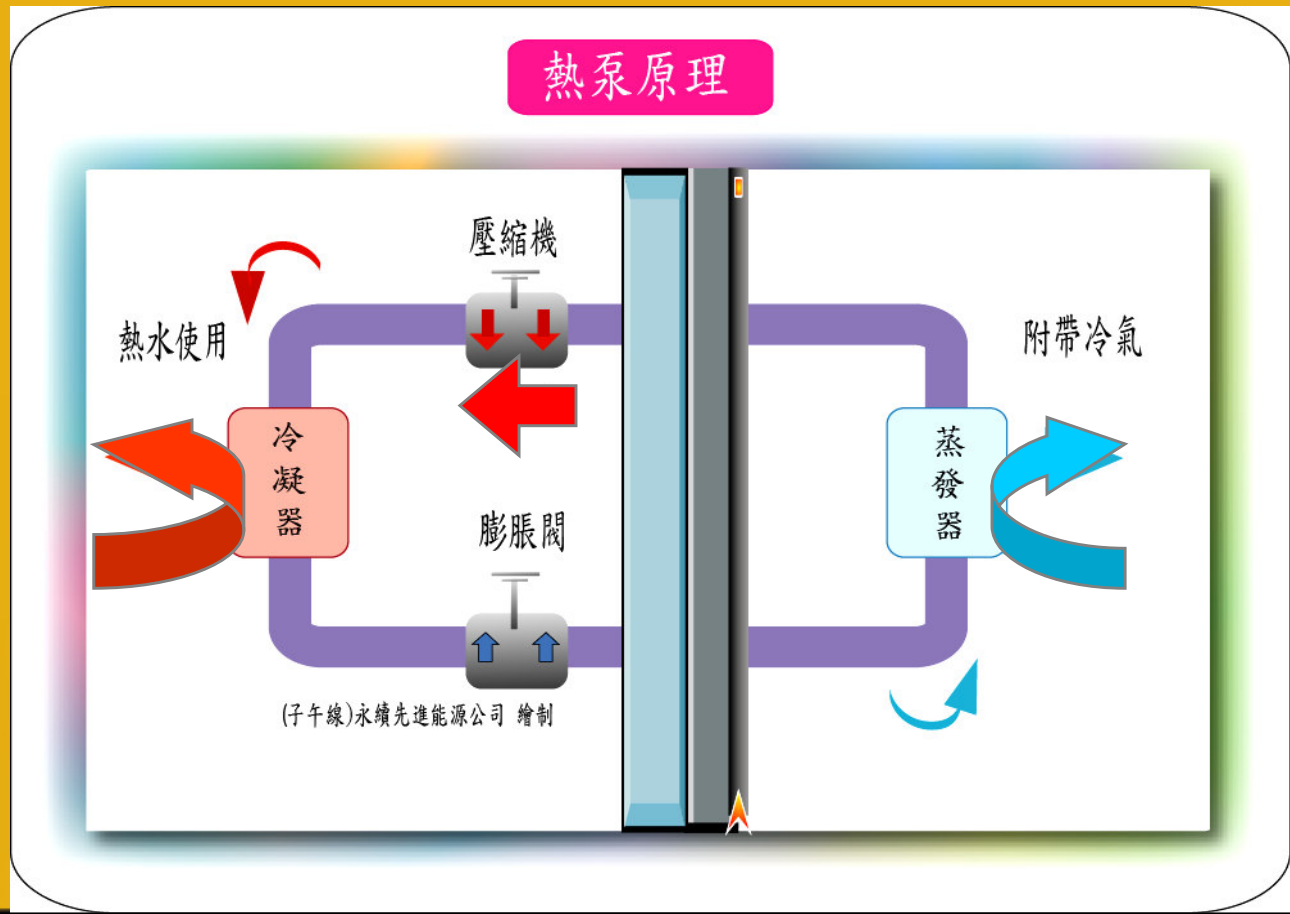 熱泵原理
壓縮機
熱水使用
附帶冷氣
冷凝器
蒸發器
膨脹閥
(子午線)永續先進能源公司 繪制